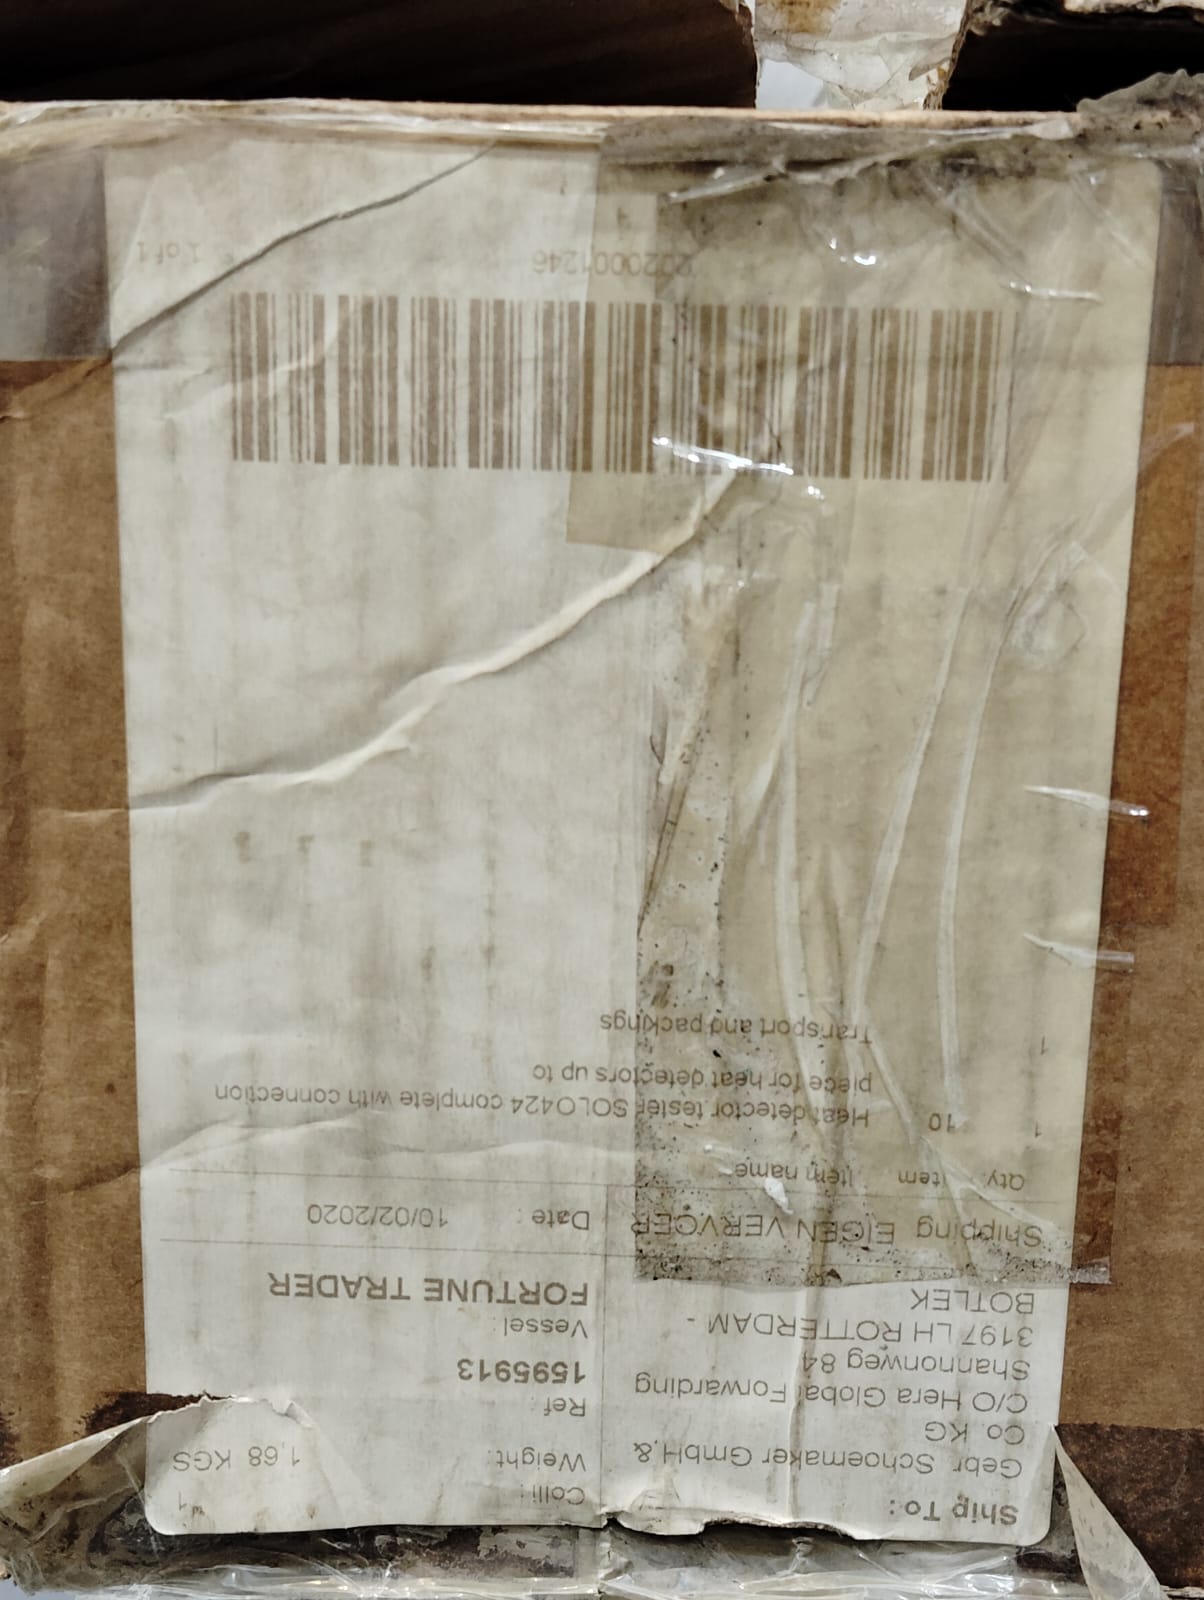 Ship To :
Gebr. Schoemaker GmbH & 
Co. KG
C/O Hera Global Forwarding
Shannonweg 84
3197 LH ROTTERDAM -
BOTLEK
Colli : 1
Weight: 1,68 KGS
Ref :
1595913
Vessel :
FORTUNE TRADER
Shipping EIGEN VERVOER
Date : 10/02/2020
Qty. Item Item name
1 10 Heat detector tester SOLO424 complete with connection
piece for heat detectors up to
1 Transport and packings
2020001246
1 of 1